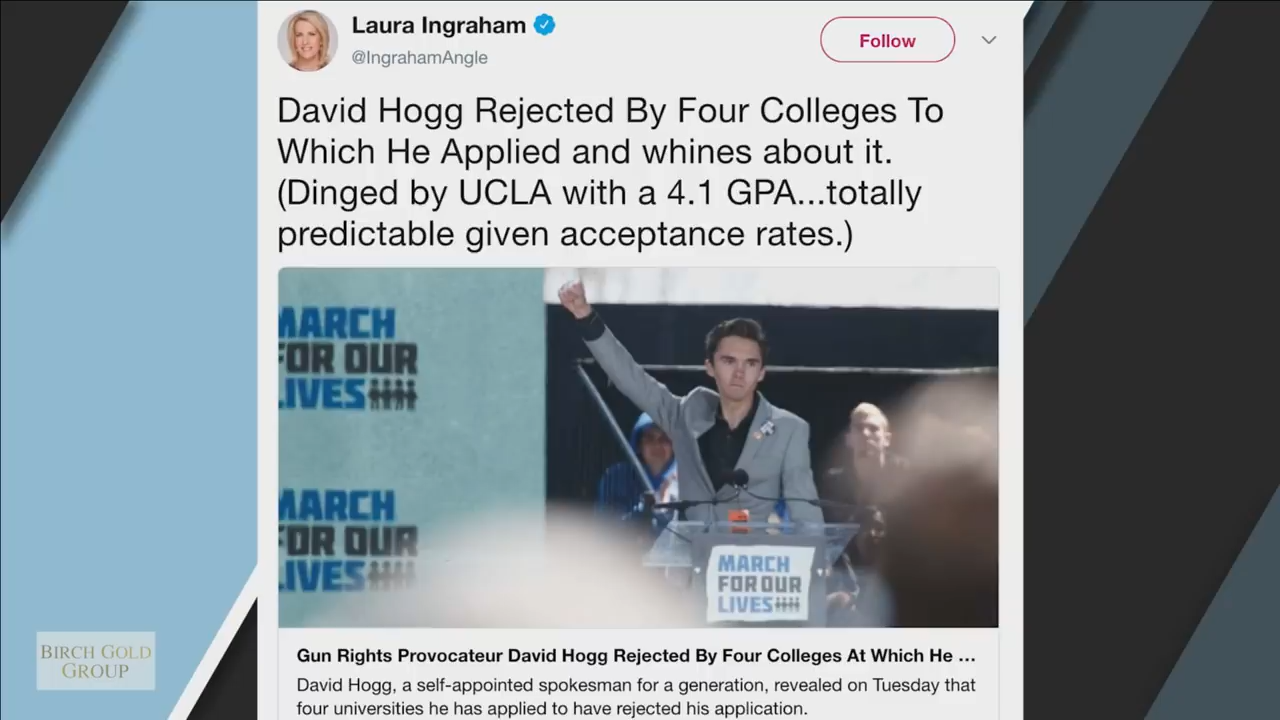 Laura Ingraham
@IngrahamAngle
Follow
David Hogg Rejected By Four Colleges To
Which He Applied and whines about it.
(Dinged by UCLA with a 4.1 GPA...totally
predictable given acceptance rates.)
MARCH
FOR OUR
LIVES
MARCH
FOR OUR
LIVES
MARCH
FOR OUR
LIVES
Gun Rights Provocateur David Hogg Rejected By Four Colleges At Which He ...
David Hogg, a self-appointed spokesman for a generation, revealed on Tuesday that
four universities he has applied to have rejected his application.
BIRCH GOLD
GROUP